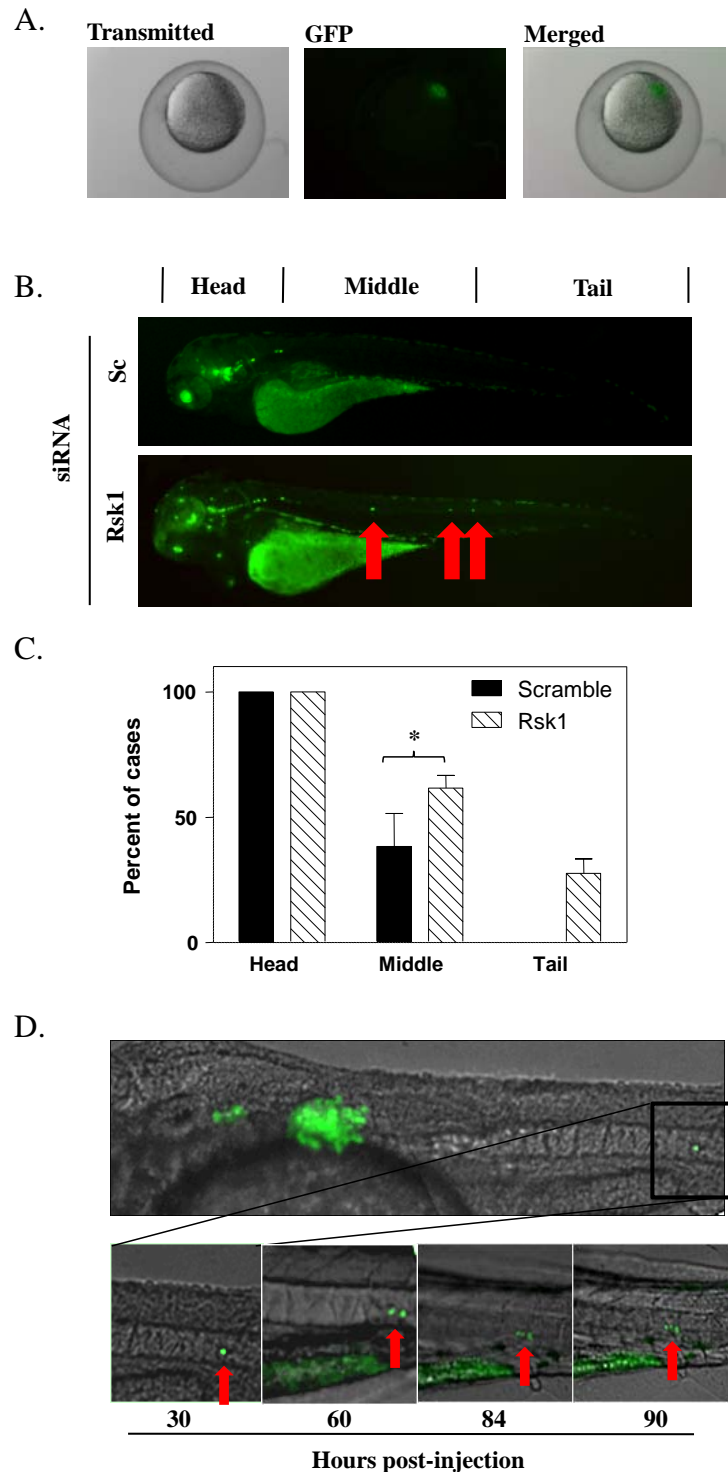 A.
Transmitted GFP Merged
B.
Head Middle Tail
siRNA
Sc
Rsk1
C.
Percent of cases
100
50
0
Scramble
Rsk1
*
Head Middle Tail
D.
30 60 84 90
Hours post-injection